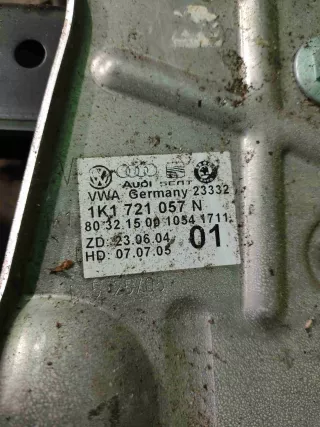 Audi SEAT
VWA Germany 23332
1K1 721 057 N
80 32 15 00 1054 1711
ZD: 23.06.04 01
HD: 07.07.05